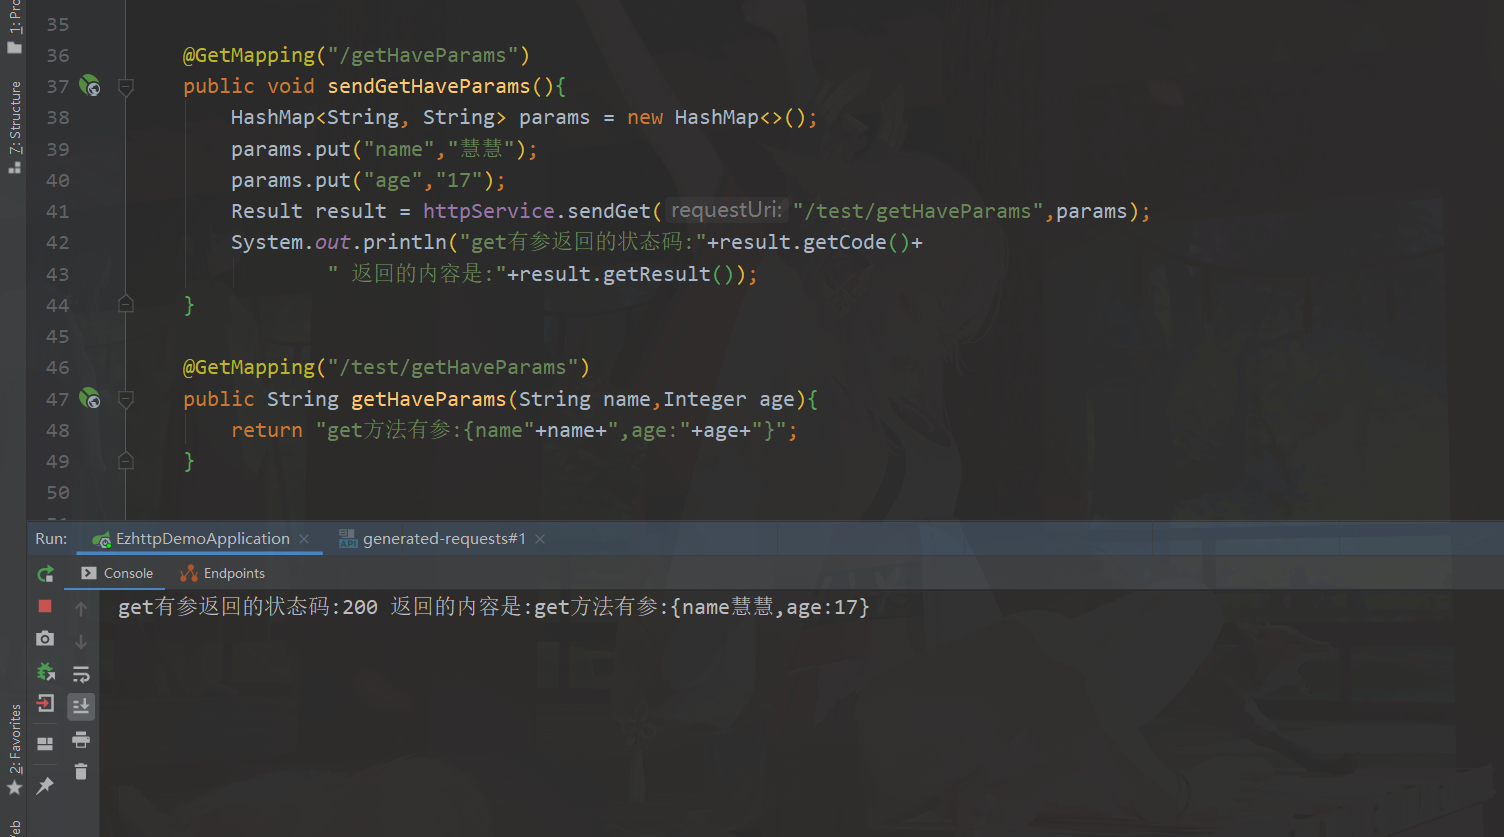 1: Pro
7: Structure
2: Favorites
Web
35
36 @GetMapping("/getHaveParams")
37 public void sendGetHaveParams(){
38 HashMap<String, String> params = new HashMap<>();
39 params.put("name","慧慧");
40 params.put("age","17");
41 Result result = httpService.sendGet( requestUri: "/test/getHaveParams",params);
42 System.out.println("get有参返回的状态码:"+result.getCode()+
43 " 返回的内容是:"+result.getResult());
44 }
45
46 @GetMapping("/test/getHaveParams")
47 public String getHaveParams(String name,Integer age){
48 return "get方法有参:{name"+name+",age:"+age+"}";
49 }
50
Run: EzhttpDemoApplication generated-requests#1
Console Endpoints
get有参返回的状态码:200 返回的内容是:get方法有参:{name慧慧,age:17}